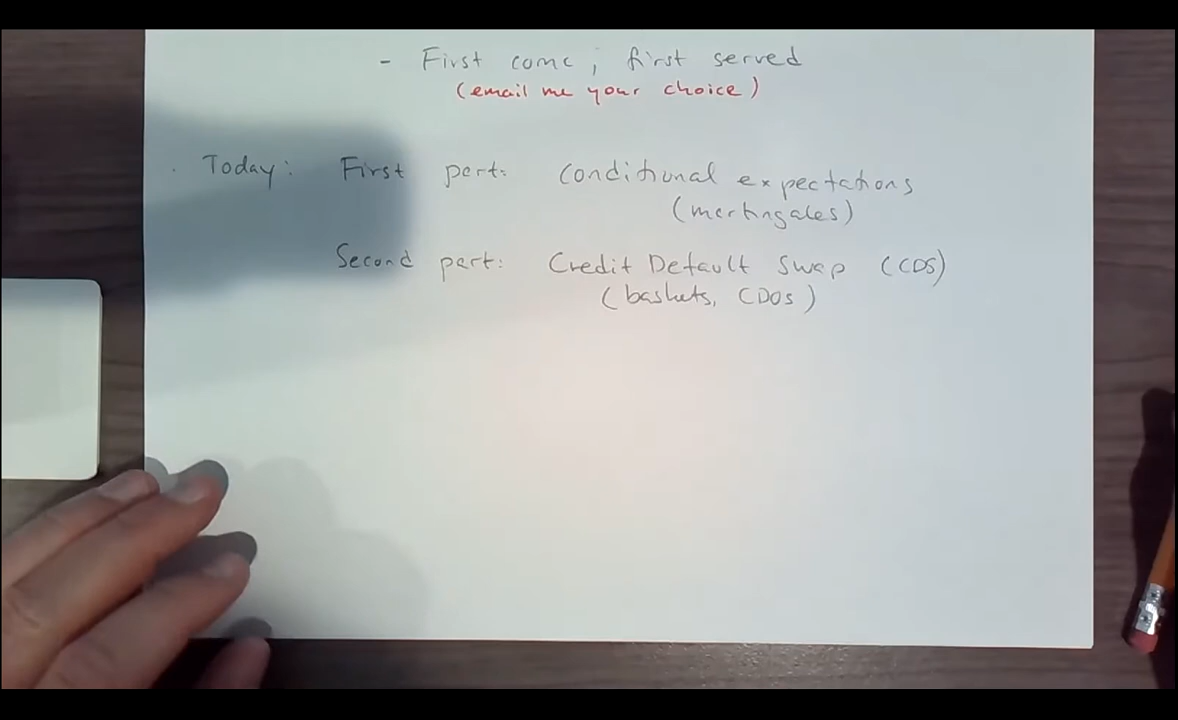 - First come, first served
(email me your choice)
Today: First part: Conditional expectations
(martingales)
Second part: Credit Default Swap (CDS)
(baskets, CDOs)